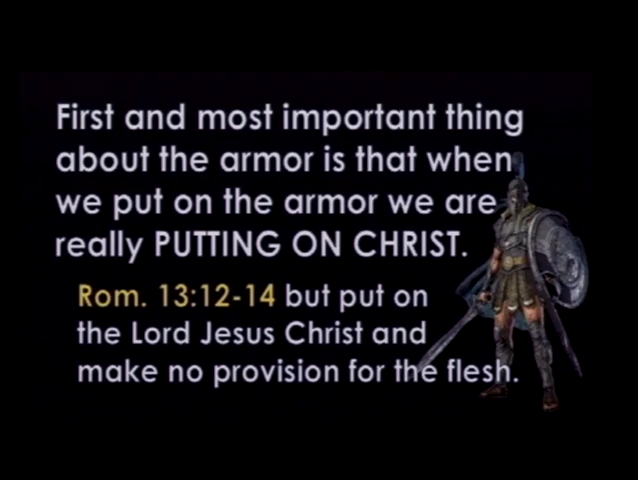 First and most important thing
about the armor is that when
we put on the armor we are
really PUTTING ON CHRIST.
Rom. 13:12-14 but put on
the Lord Jesus Christ and
make no provision for the flesh.